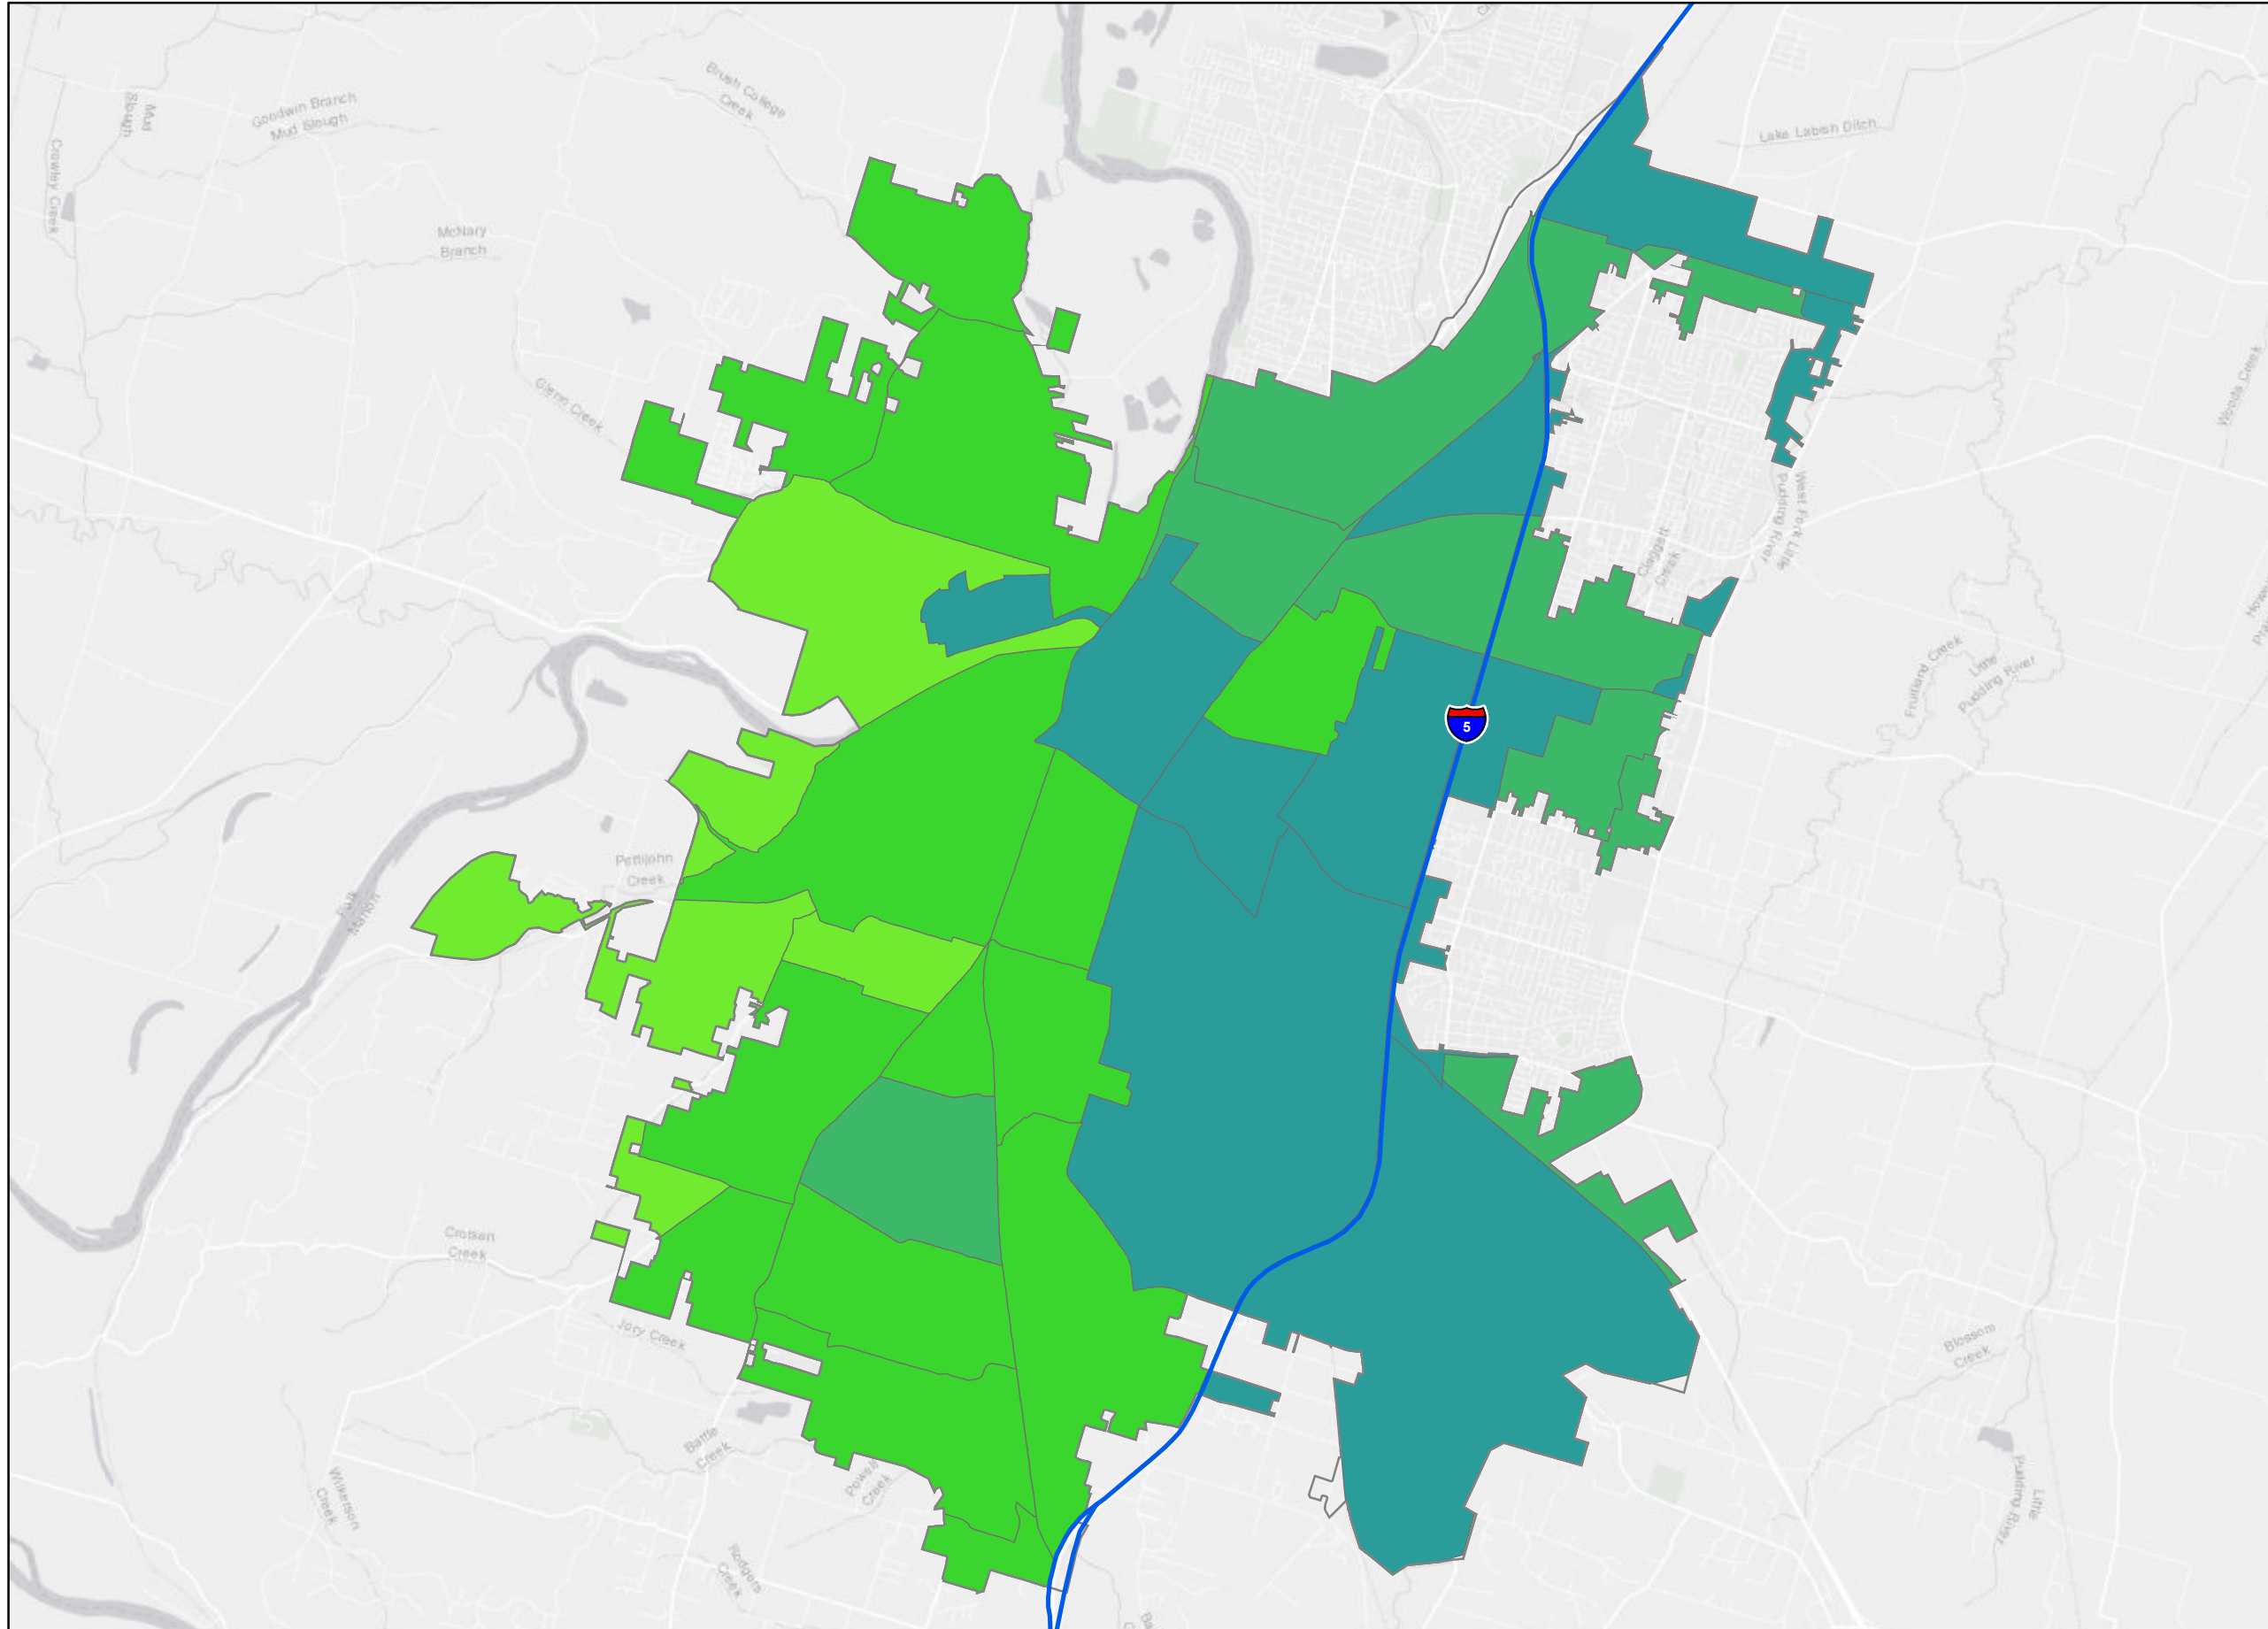 Brush College
Creek
Goodwin Branch
Mud Slough
Mud
Slough
Lake Labish Ditch
Crowley Creek
McNary
Branch
Glenn Creek
Woods Creek
West Fork Little
Pudding River
Claggett
Creek
Fruitland Creek
Little
Pudding River
5
Pettijohn
Creek
Croisan
Creek
Jory Creek
Blossom
Creek
Battle
Creek
Powell
Creek
Wilkerson
Creek
Little
Pudding River
Rodgers
Creek